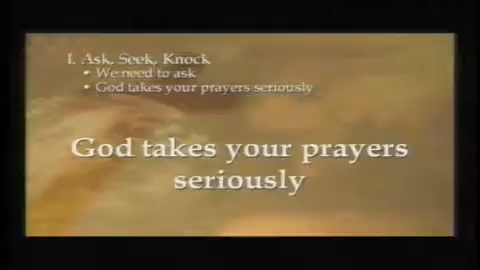 I. Ask, Seek, Knock
• We need to ask
• God takes your prayers seriously
God takes your prayers
seriously